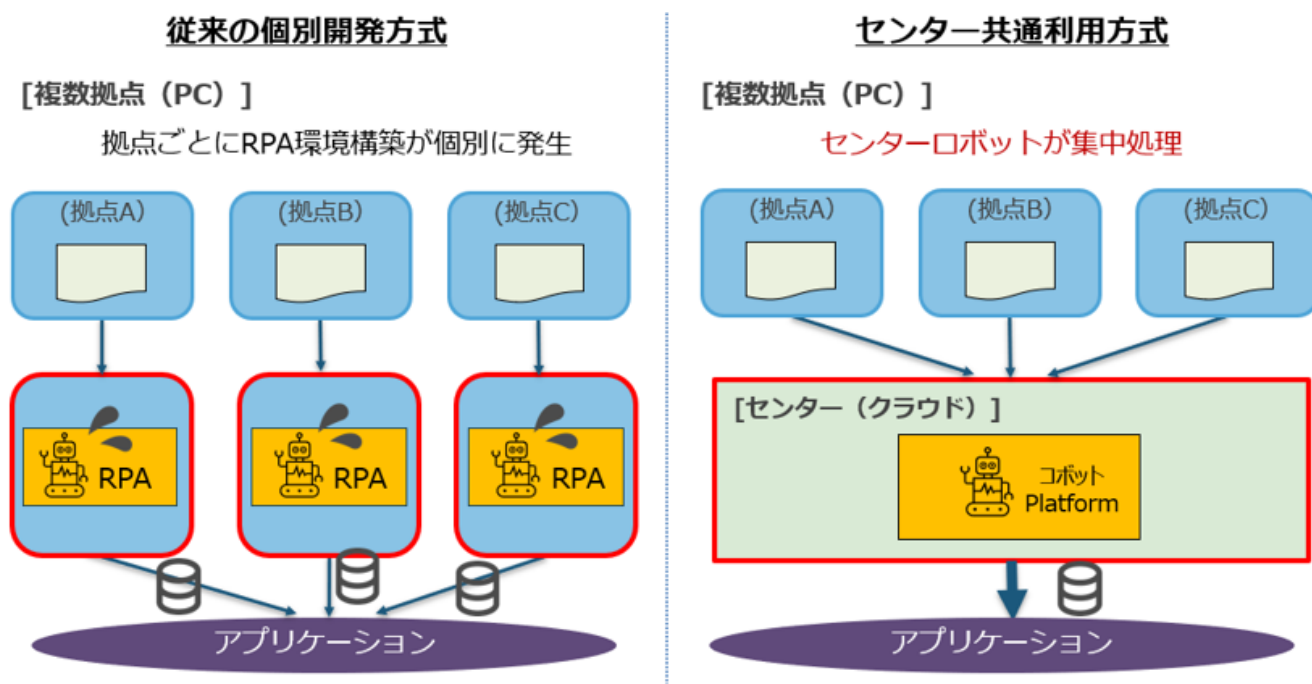 従来の個別開発方式
[複数拠点（PC）]
拠点ごとにRPA環境構築が個別に発生
(拠点A）
(拠点B）
(拠点C）
RPA
RPA
RPA
アプリケーション
センター共通利用方式
[複数拠点（PC）]
センターロボットが集中処理
(拠点A）
(拠点B）
(拠点C）
[センター（クラウド）]
コボット
Platform
アプリケーション